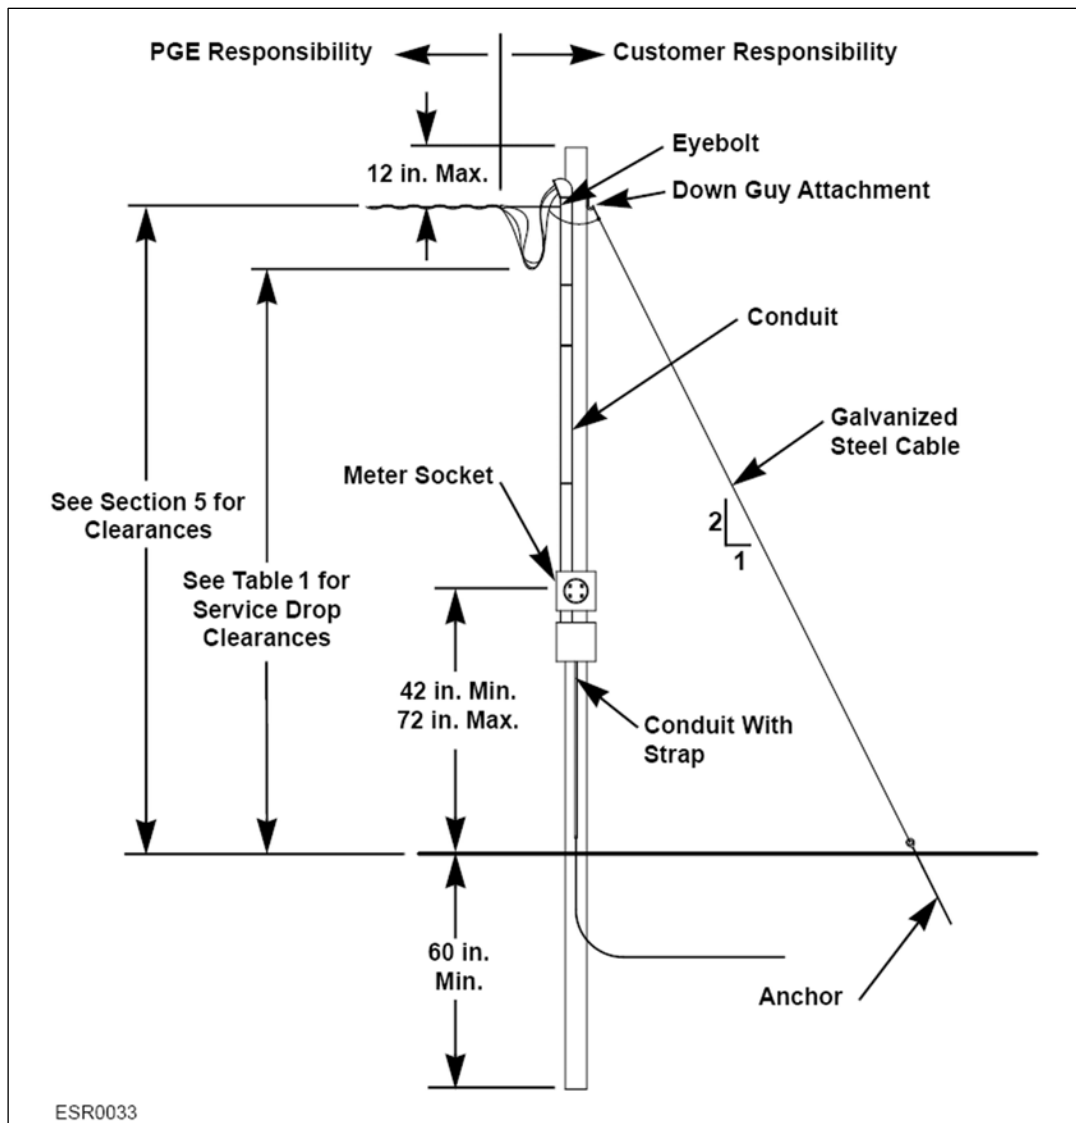 PGE Responsibility
Customer Responsibility
12 in. Max.
Eyebolt
Down Guy Attachment
Conduit
Galvanized
Steel Cable
2
1
Meter Socket
See Section 5 for
Clearances
See Table 1 for
Service Drop
Clearances
42 in. Min.
72 in. Max.
Conduit With
Strap
60 in.
Min.
Anchor
ESR0033